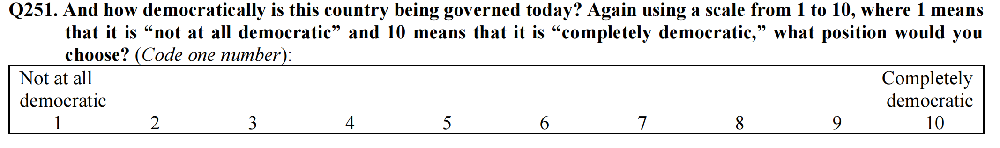 Q251. And how democratically is this country being governed today? Again using a scale from 1 to 10, where 1 means
that it is “not at all democratic” and 10 means that it is “completely democratic,” what position would you
choose? (Code one number):
Not at all Completely
democratic democratic
1 2 3 4 5 6 7 8 9 10